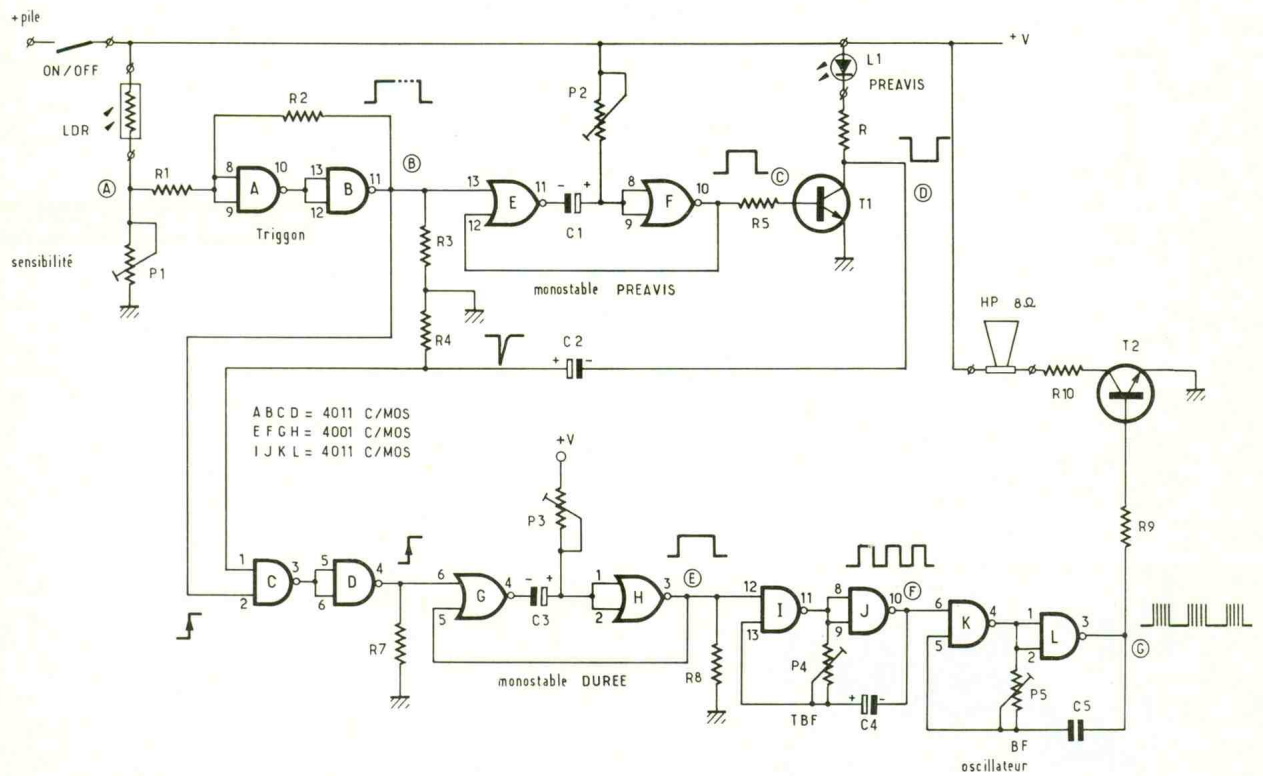 + pile
ON / OFF
+ V
L1
PREAVIS
R
P2
R2
LDR
A
R1
8
9
A
10
13
12
B
11
B
Triggon
sensibilité
P1
R3
R4
13
12
E
11
- +
C1
8
9
F
10
C
R5
T1
D
monostable PREAVIS
C2
+ -
HP 8Ω
R10
T2
A B C D = 4011 C/MOS
E F G H = 4001 C/MOS
I J K L = 4011 C/MOS
+V
P3
R9
1
2
C
3
5
6
D
4
R7
6
5
G
4
- +
C3
1
2
H
3
E
monostable DUREE
R8
12
13
I
11
8
9
J
10
F
P4
+ -
C4
TBF
6
5
K
4
1
2
L
3
G
P5
C5
BF
oscillateur